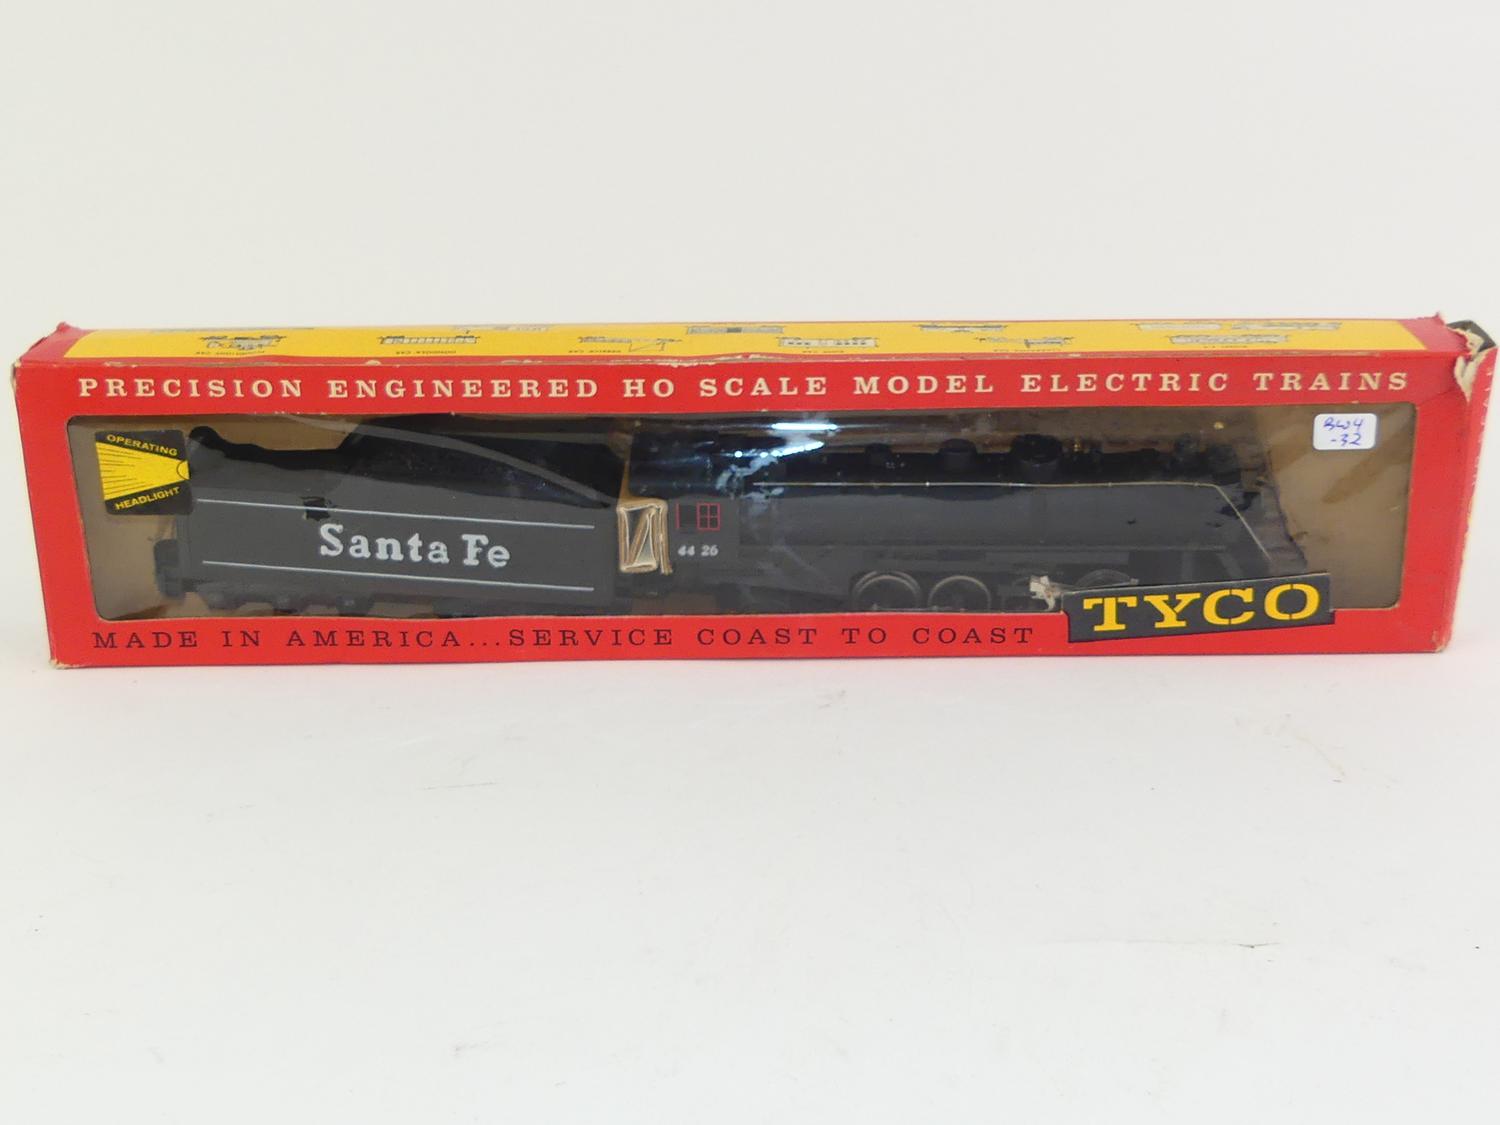 PRECISION ENGINEERED HO SCALE MODEL ELECTRIC TRAINS
OPERATING
HEADLIGHT
-32
Santa Fe
4426
TYCO
MADE IN AMERICA...SERVICE COAST TO COAST